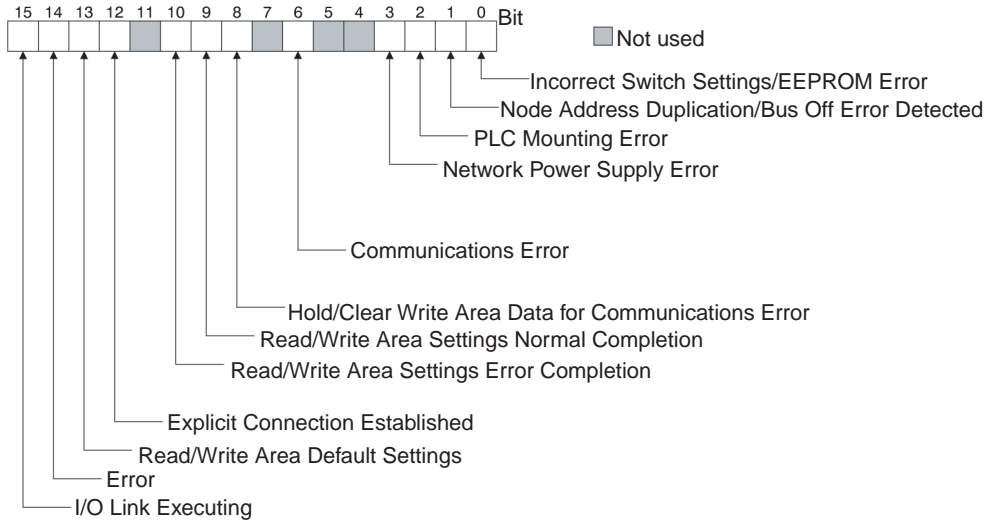 15 14 13 12 11 10 9 8 7 6 5 4 3 2 1 0 Bit
Not used
Incorrect Switch Settings/EEPROM Error
Node Address Duplication/Bus Off Error Detected
PLC Mounting Error
Network Power Supply Error
Communications Error
Hold/Clear Write Area Data for Communications Error
Read/Write Area Settings Normal Completion
Read/Write Area Settings Error Completion
Explicit Connection Established
Read/Write Area Default Settings
Error
I/O Link Executing